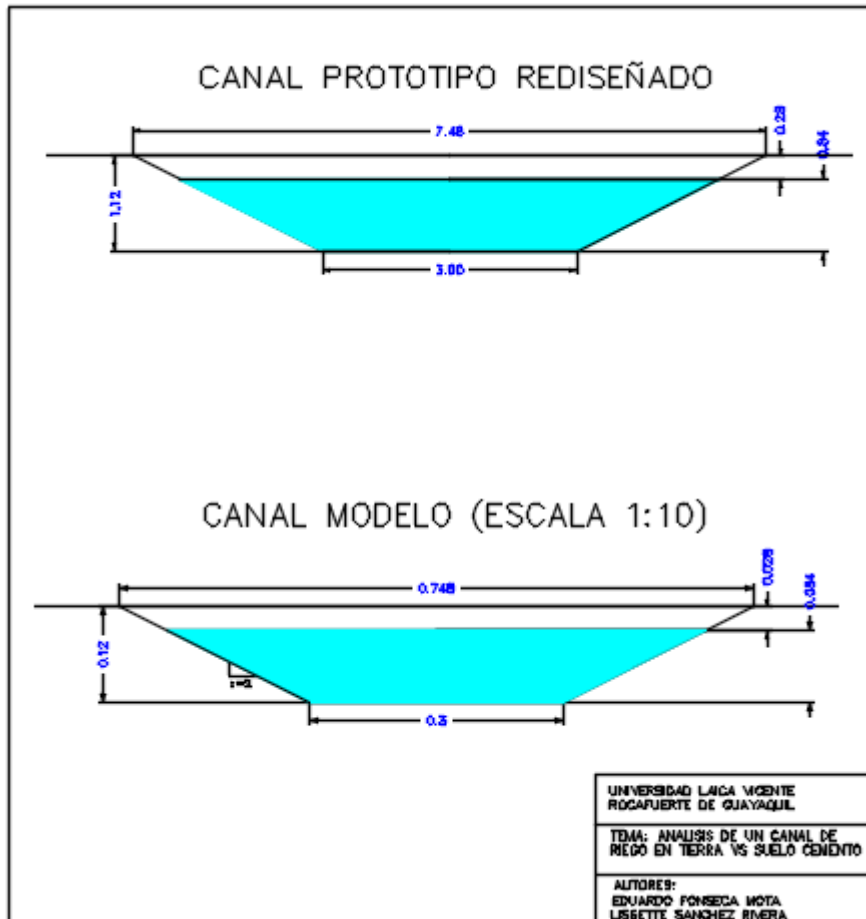 CANAL PROTOTIPO REDISEÑADO
7.48
0.28
0.84
1.12
3.00
CANAL MODELO (ESCALA 1:10)
0.748
0.028
0.084
0.12
0.3
UNIVERSIDAD LAICA VICENTE
ROCAFUERTE DE GUAYAQUIL
TEMA: ANALISIS DE UN CANAL DE
RIEGO EN TIERRA VS SUELO CEMENTO
AUTORES:
EDUARDO FONSECA MOTA
LISSETTE SANCHEZ RIVERA